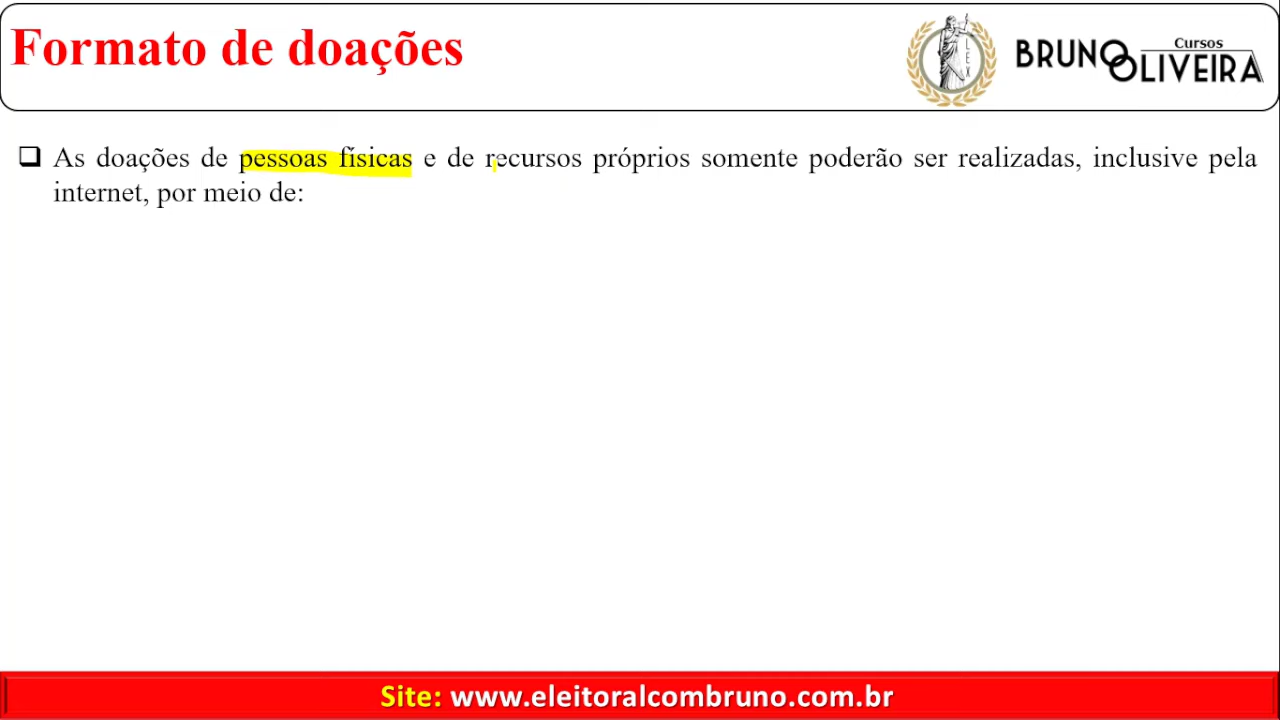 Formato de doações
Cursos
BRUNO OLIVEIRA
LEX
As doações de pessoas físicas e de recursos próprios somente poderão ser realizadas, inclusive pela
internet, por meio de:
Site: www.eleitoralcombruno.com.br